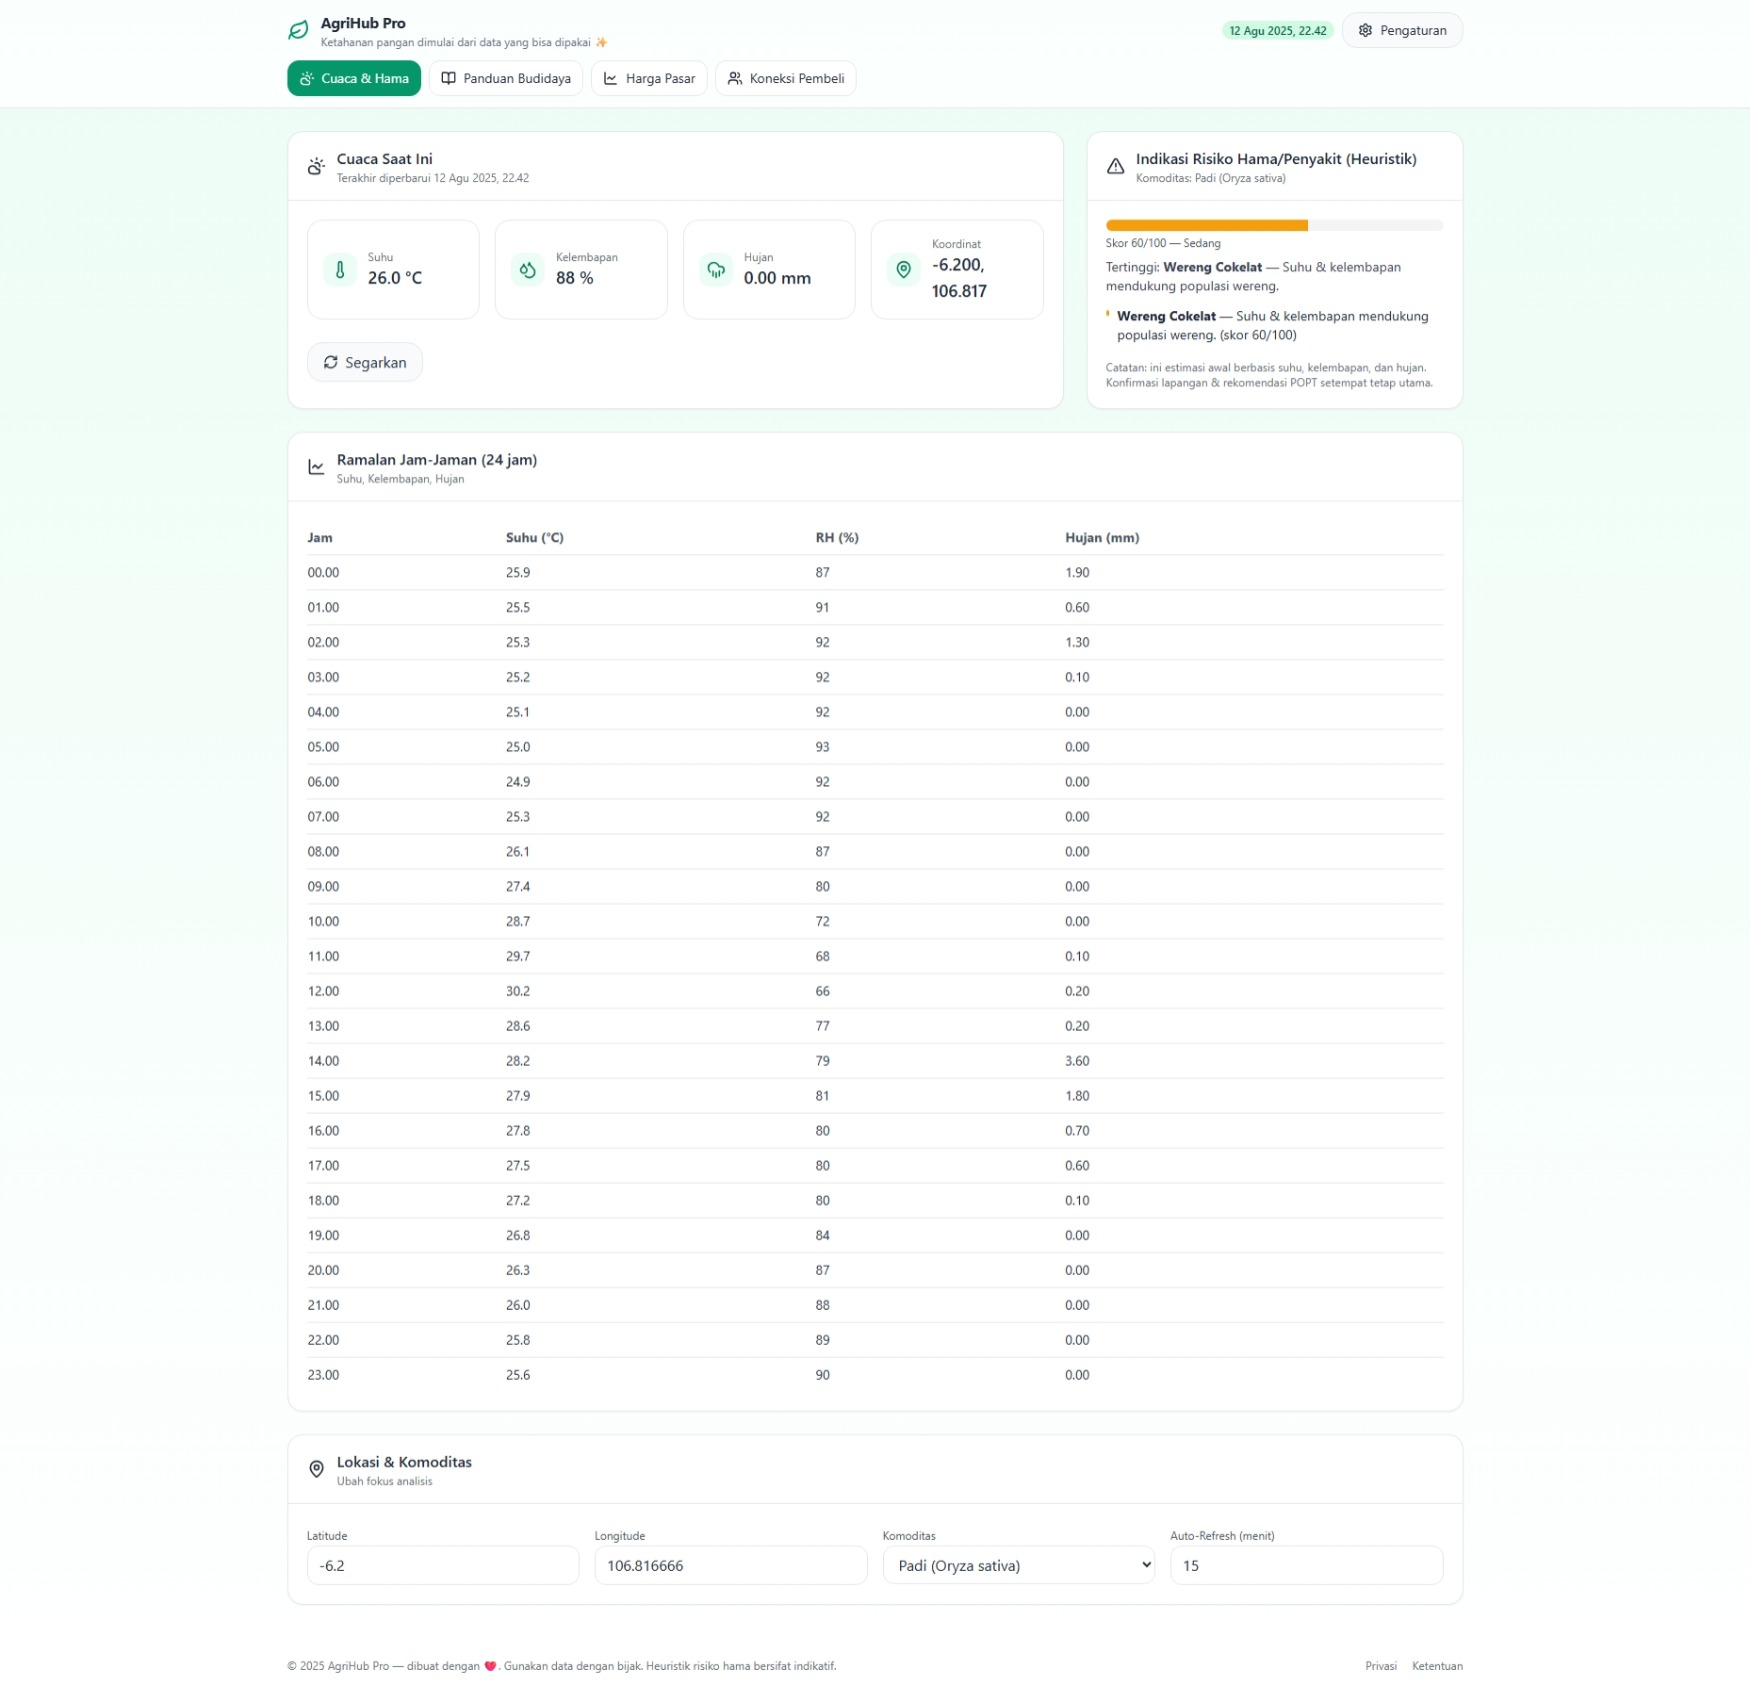 AgriHub Pro
Ketahanan pangan dimulai dari data yang bisa dipakai ✨
12 Agu 2025, 22.42
Pengaturan
Cuaca & Hama
Panduan Budidaya
Harga Pasar
Koneksi Pembeli
Cuaca Saat Ini
Terakhir diperbarui 12 Agu 2025, 22.42
Suhu
26.0 °C
Kelembapan
88 %
Hujan
0.00 mm
Koordinat
-6.200,
106.817
Segarkan
Indikasi Risiko Hama/Penyakit (Heuristik)
Komoditas: Padi (Oryza sativa)
Skor 60/100 — Sedang
Tertinggi: Wereng Cokelat — Suhu & kelembapan
mendukung populasi wereng.
Wereng Cokelat — Suhu & kelembapan mendukung
populasi wereng. (skor 60/100)
Catatan: ini estimasi awal berbasis suhu, kelembapan, dan hujan.
Konfirmasi lapangan & rekomendasi POPT setempat tetap utama.
Ramalan Jam-Jaman (24 jam)
Suhu, Kelembapan, Hujan
Jam Suhu (°C) RH (%) Hujan (mm)
00.00 25.9 87 1.90
01.00 25.5 91 0.60
02.00 25.3 92 1.30
03.00 25.2 92 0.10
04.00 25.1 92 0.00
05.00 25.0 93 0.00
06.00 24.9 92 0.00
07.00 25.3 92 0.00
08.00 26.1 87 0.00
09.00 27.4 80 0.00
10.00 28.7 72 0.00
11.00 29.7 68 0.10
12.00 30.2 66 0.20
13.00 28.6 77 0.20
14.00 28.2 79 3.60
15.00 27.9 81 1.80
16.00 27.8 80 0.70
17.00 27.5 80 0.60
18.00 27.2 80 0.10
19.00 26.8 84 0.00
20.00 26.3 87 0.00
21.00 26.0 88 0.00
22.00 25.8 89 0.00
23.00 25.6 90 0.00
Lokasi & Komoditas
Ubah fokus analisis
Latitude
-6.2
Longitude
106.816666
Komoditas
Padi (Oryza sativa)
Auto-Refresh (menit)
15
© 2025 AgriHub Pro — dibuat dengan ❤. Gunakan data dengan bijak. Heuristik risiko hama bersifat indikatif.
Privasi
Ketentuan